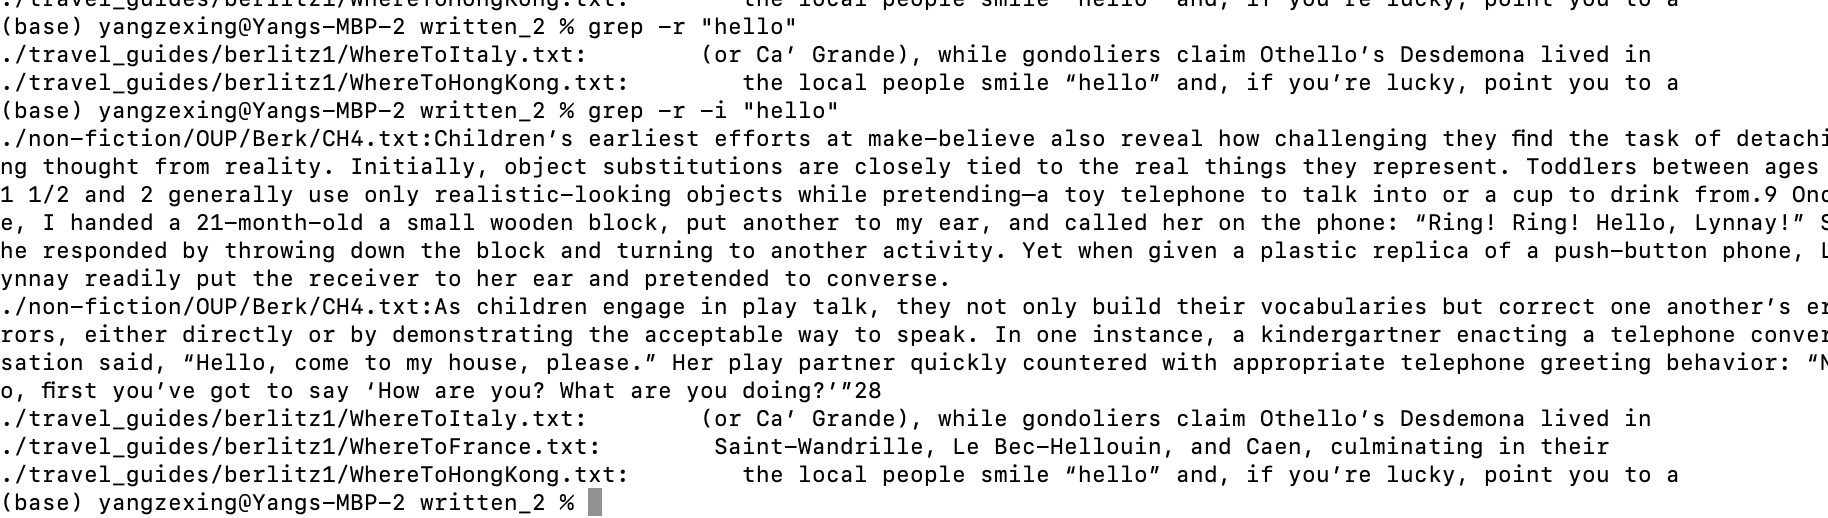 ./travel_guides/berlitz1/WhereToHongKong.txt:        the local people smile “hello” and, if you’re lucky, point you to a
(base) yangzexing@Yangs-MBP-2 written_2 % grep -r "hello"
./travel_guides/berlitz1/WhereToItaly.txt:        (or Ca’ Grande), while gondoliers claim Othello’s Desdemona lived in
./travel_guides/berlitz1/WhereToHongKong.txt:        the local people smile “hello” and, if you’re lucky, point you to a
(base) yangzexing@Yangs-MBP-2 written_2 % grep -r -i "hello"
./non-fiction/OUP/Berk/CH4.txt:Children’s earliest efforts at make-believe also reveal how challenging they find the task of detachi
ng thought from reality. Initially, object substitutions are closely tied to the real things they represent. Toddlers between ages
1 1/2 and 2 generally use only realistic-looking objects while pretending—a toy telephone to talk into or a cup to drink from.9 Onc
e, I handed a 21-month-old a small wooden block, put another to my ear, and called her on the phone: “Ring! Ring! Hello, Lynnay!” S
he responded by throwing down the block and turning to another activity. Yet when given a plastic replica of a push-button phone, L
ynnay readily put the receiver to her ear and pretended to converse.
./non-fiction/OUP/Berk/CH4.txt:As children engage in play talk, they not only build their vocabularies but correct one another’s er
rors, either directly or by demonstrating the acceptable way to speak. In one instance, a kindergartner enacting a telephone conver
sation said, “Hello, come to my house, please.” Her play partner quickly countered with appropriate telephone greeting behavior: “N
o, first you’ve got to say ‘How are you? What are you doing?’”28
./travel_guides/berlitz1/WhereToItaly.txt:        (or Ca’ Grande), while gondoliers claim Othello’s Desdemona lived in
./travel_guides/berlitz1/WhereToFrance.txt:        Saint-Wandrille, Le Bec-Hellouin, and Caen, culminating in their
./travel_guides/berlitz1/WhereToHongKong.txt:        the local people smile “hello” and, if you’re lucky, point you to a
(base) yangzexing@Yangs-MBP-2 written_2 %